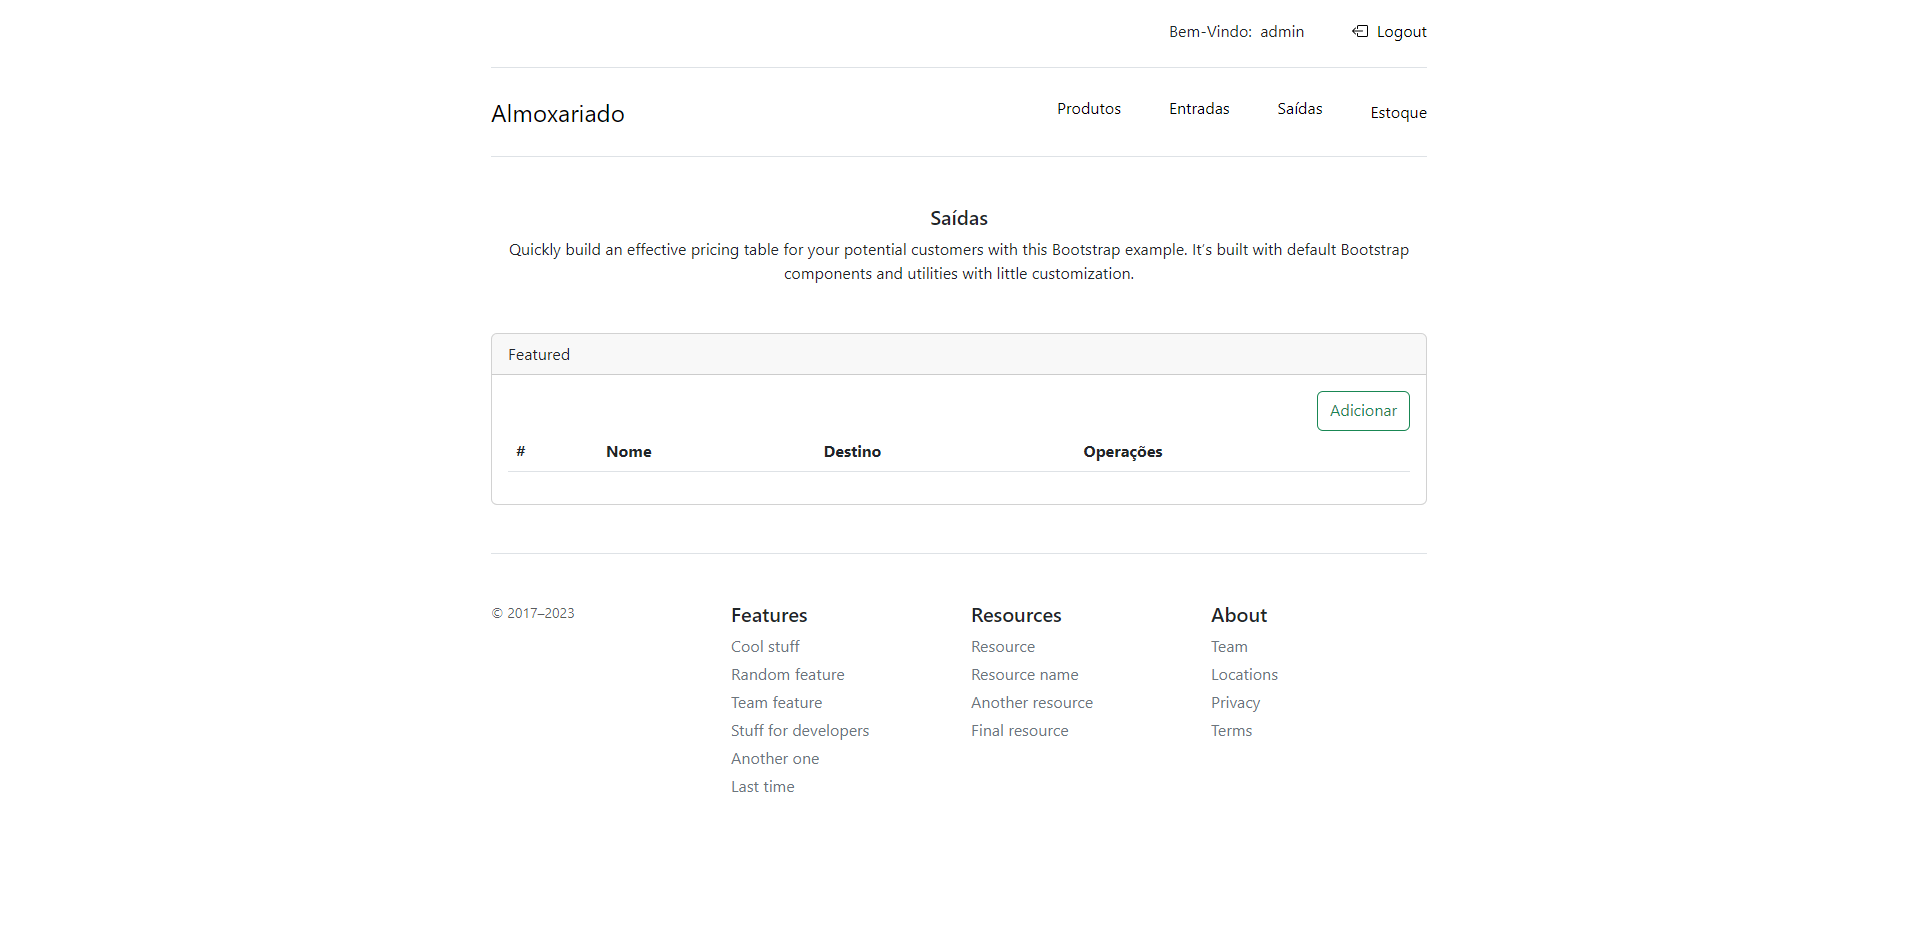 Bem-Vindo: admin Logout
Almoxariado Produtos Entradas Saídas Estoque
Saídas
Quickly build an effective pricing table for your potential customers with this Bootstrap example. It’s built with default Bootstrap
components and utilities with little customization.
Featured
Adicionar
# Nome Destino Operações
© 2017–2023
Features
Cool stuff
Random feature
Team feature
Stuff for developers
Another one
Last time
Resources
Resource
Resource name
Another resource
Final resource
About
Team
Locations
Privacy
Terms